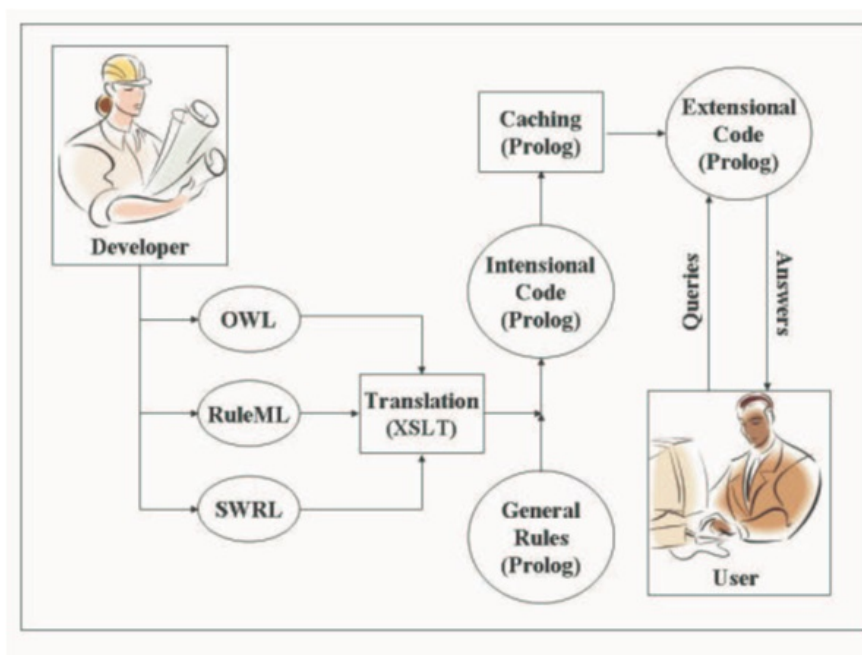 Developer
OWL
RuleML
SWRL
Translation
(XSLT)
Caching
(Prolog)
Intensional
Code
(Prolog)
General
Rules
(Prolog)
Extensional
Code
(Prolog)
Queries
Answers
User